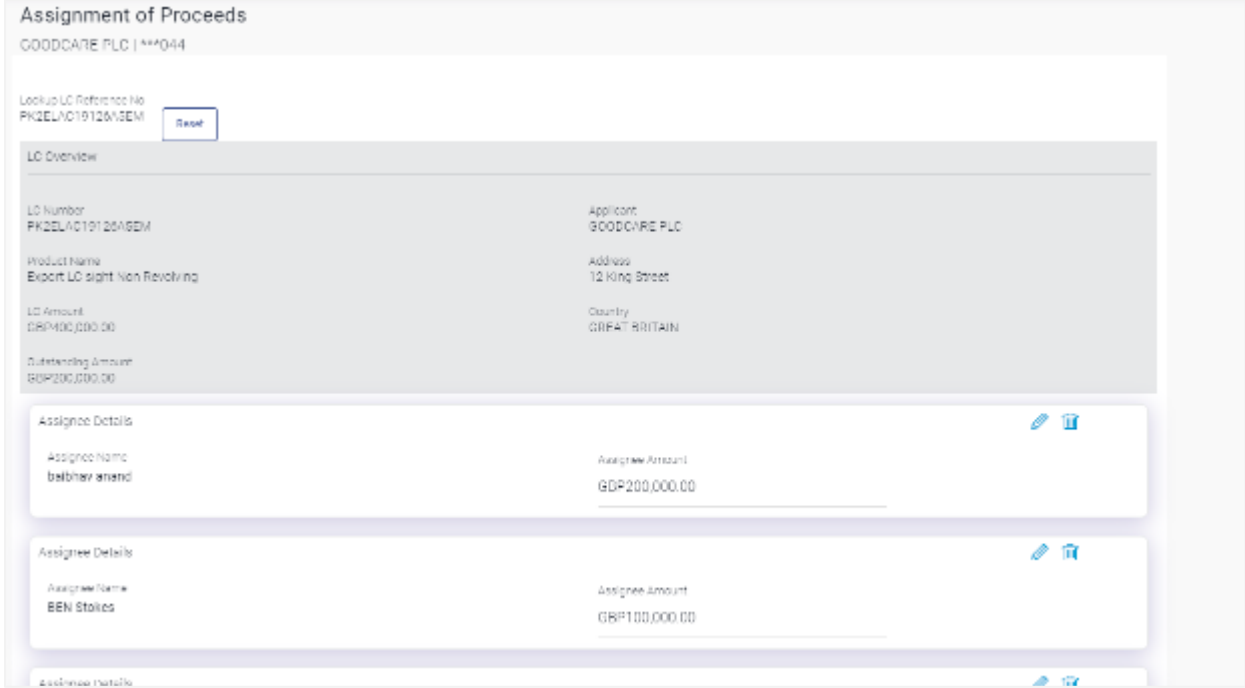 Assignment of Proceeds
GOODCARE PLC | ***044
Lookup LC Reference No
PK2ELAC19126ASEM
Reset
LC Overview
LC Number
PK2ELAC19126ASEM
Applicant
GOODCARE PLC
Product Name
Export LC sight Non Revolving
Address
12 King Street
LC Amount
GBP400,000.00
Country
GREAT BRITAIN
Outstanding Amount
GBP200,000.00
Assignee Details
Assignee Name
baibhav anand
Assignee Amount
GBP200,000.00
Assignee Details
Assignee Name
BEN Stokes
Assignee Amount
GBP100,000.00
Assignee Details